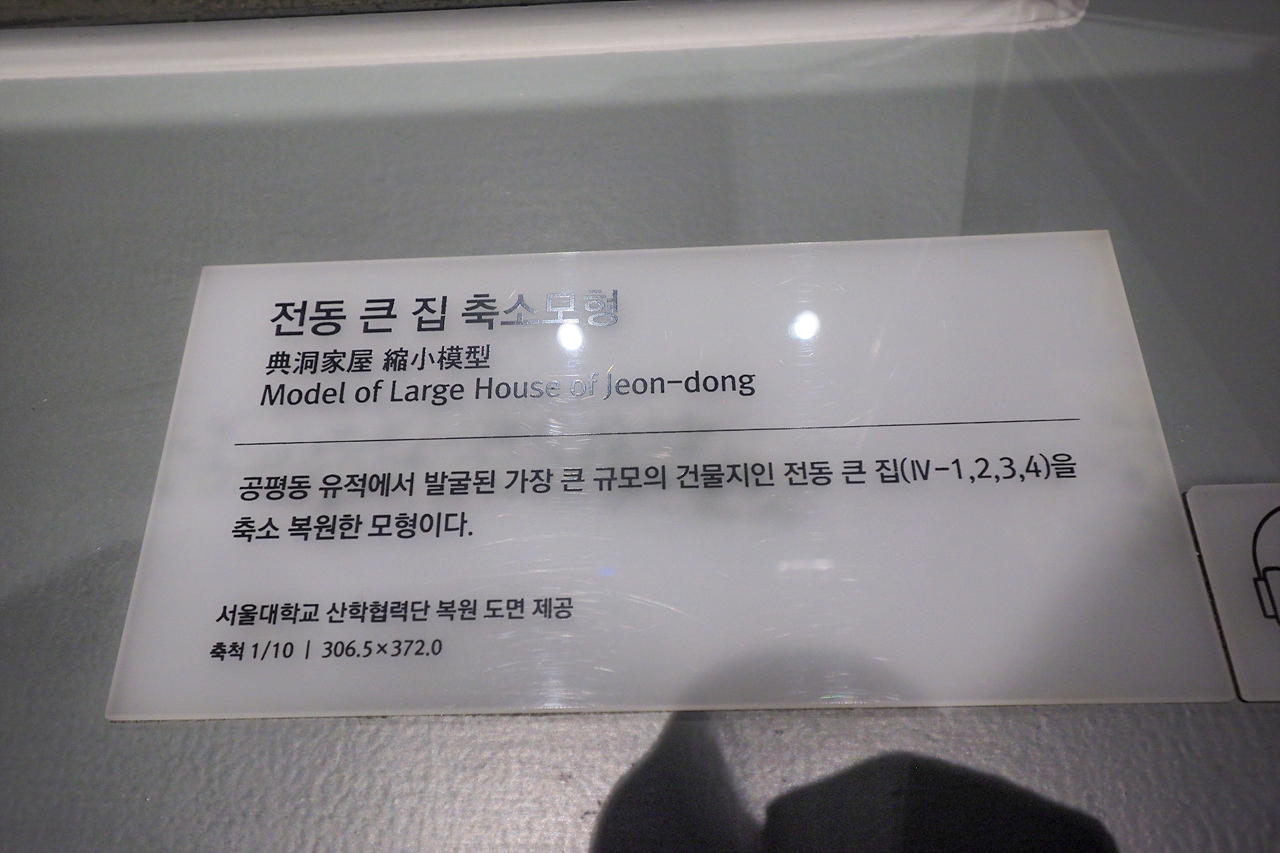 전동 큰 집 축소모형
典洞家屋 縮小模型
Model of Large House of Jeon-dong
공평동 유적에서 발굴된 가장 큰 규모의 건물지인 전동 큰 집(Ⅳ-1,2,3,4)을
축소 복원한 모형이다.
서울대학교 산학협력단 복원 도면 제공
축척 1/10 | 306.5×372.0